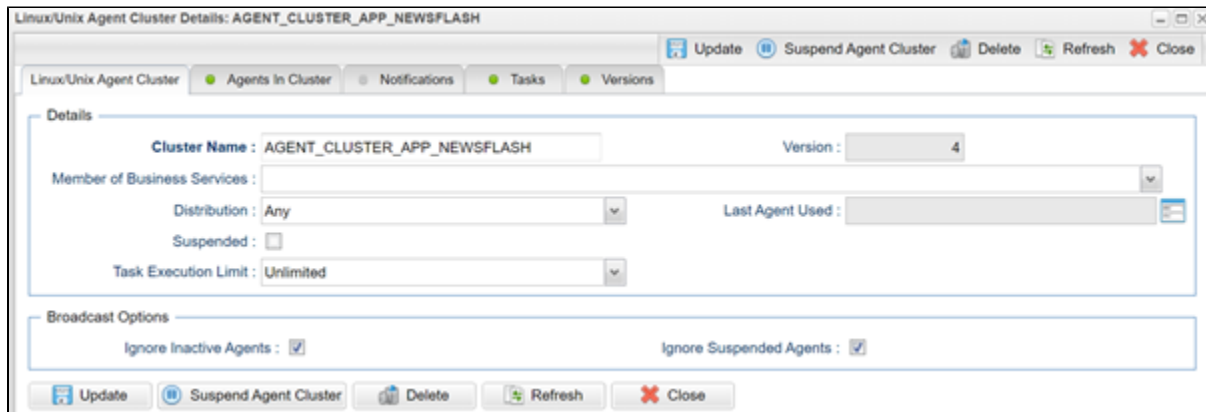 Linux/Unix Agent Cluster Details: AGENT_CLUSTER_APP_NEWSFLASH
Update Suspend Agent Cluster Delete Refresh Close
Linux/Unix Agent Cluster Agents In Cluster Notifications Tasks Versions
Details
Cluster Name : AGENT_CLUSTER_APP_NEWSFLASH Version : 4
Member of Business Services :
Distribution : Any Last Agent Used :
Suspended :
Task Execution Limit : Unlimited
Broadcast Options
Ignore Inactive Agents : Ignore Suspended Agents :
Update Suspend Agent Cluster Delete Refresh Close